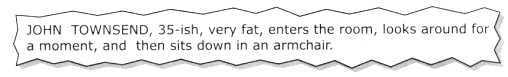 JOHN TOWNSEND, 35-ish, very fat, enters the room, looks around for
a moment, and then sits down in an armchair.